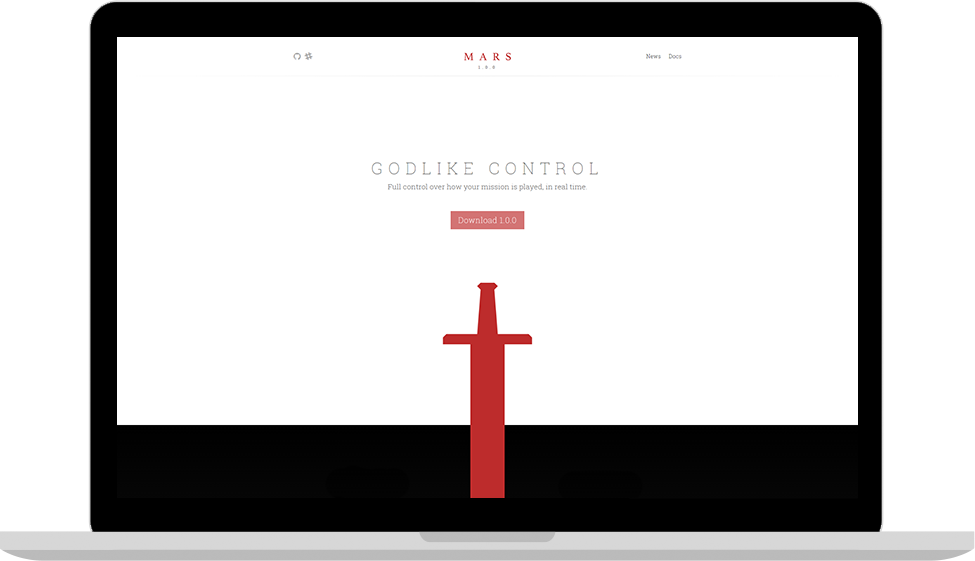 MARS
1.0.0
News Docs
GODLIKE CONTROL
Full control over how your mission is played, in real time.
Download 1.0.0